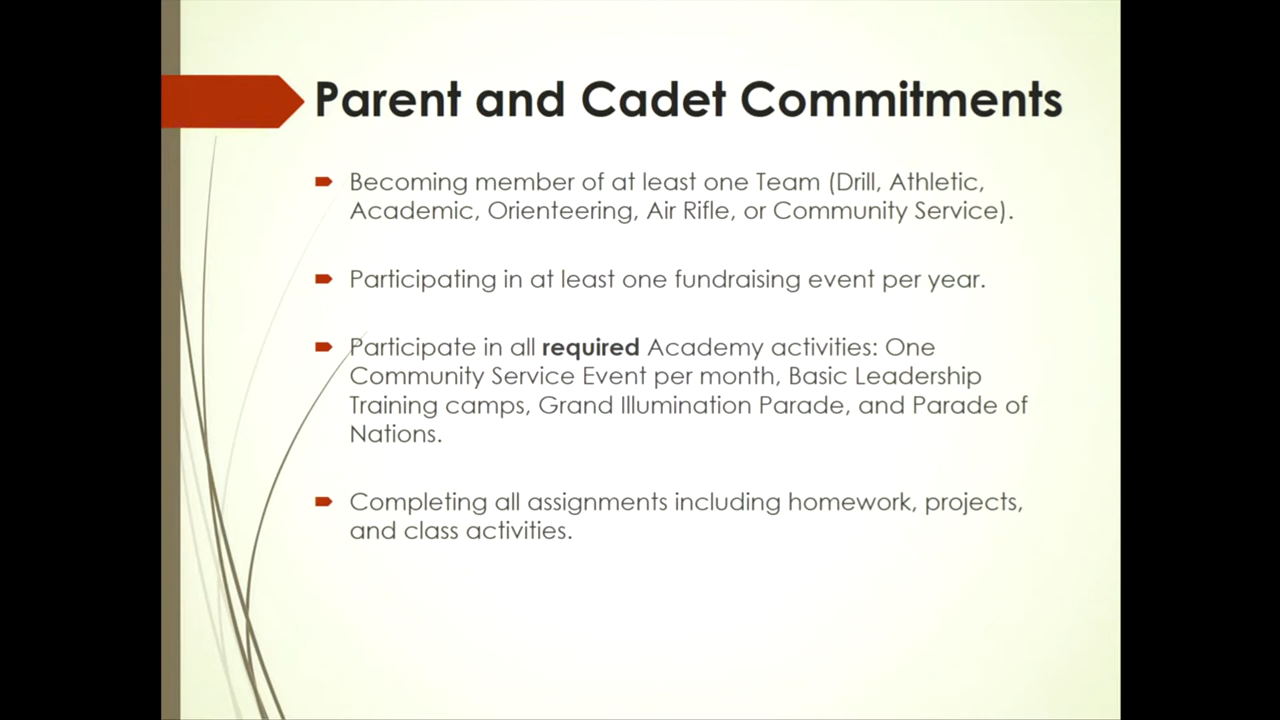 Parent and Cadet Commitments
Becoming member of at least one Team (Drill, Athletic,
Academic, Orienteering, Air Rifle, or Community Service).
Participating in at least one fundraising event per year.
Participate in all required Academy activities: One
Community Service Event per month, Basic Leadership
Training camps, Grand Illumination Parade, and Parade of
Nations.
Completing all assignments including homework, projects,
and class activities.